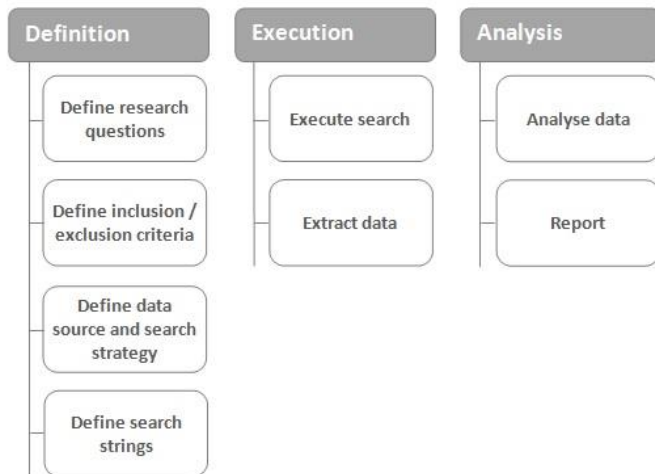 Definition
Define research
questions
Define inclusion /
exclusion criteria
Define data
source and search
strategy
Define search
strings
Execution
Execute search
Extract data
Analysis
Analyse data
Report